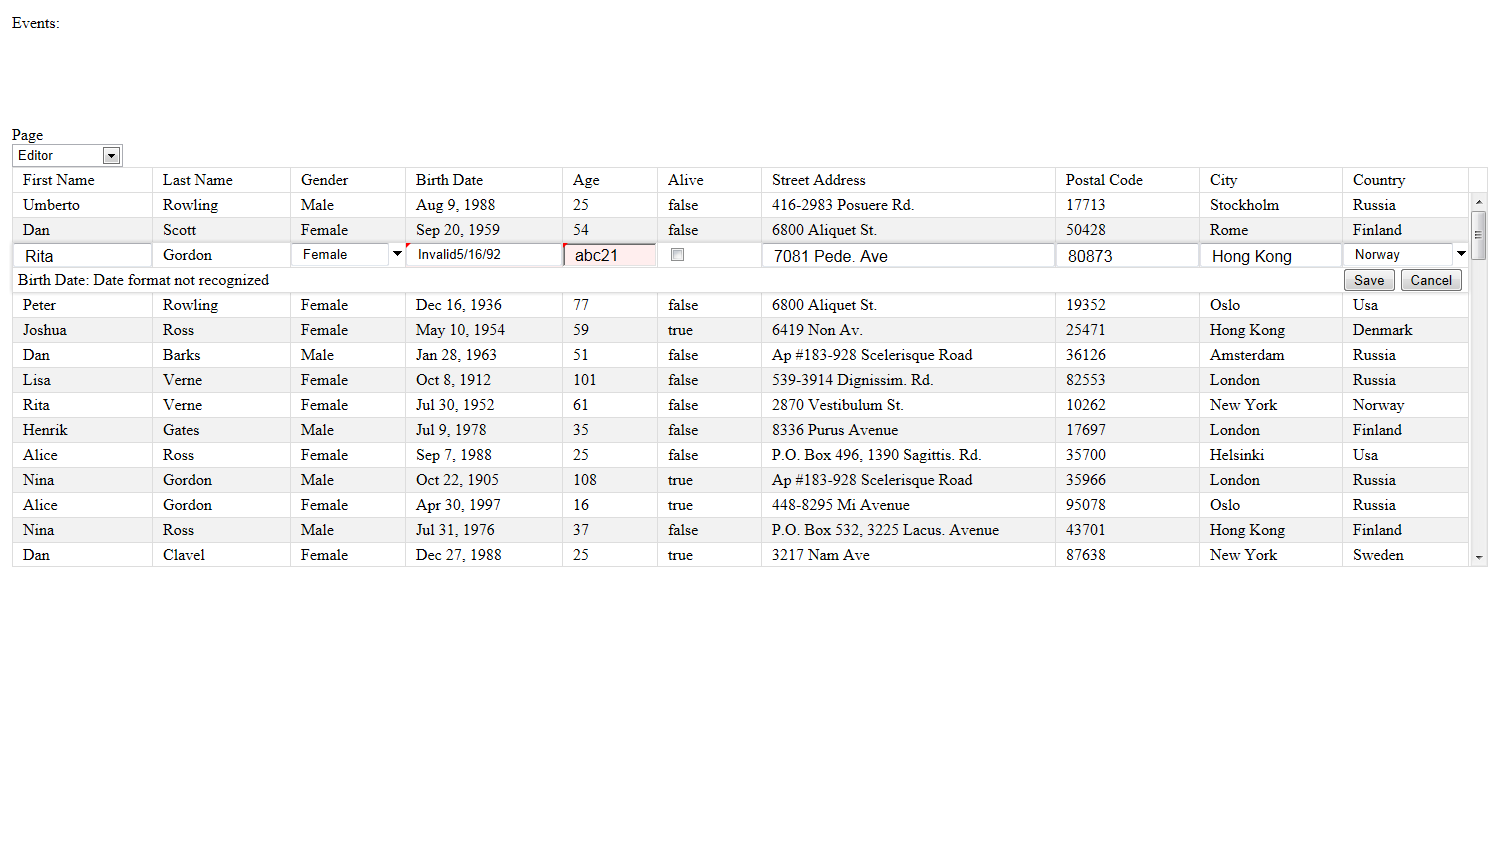 Events:
Page
Editor
First Name Last Name Gender Birth Date Age Alive Street Address Postal Code City Country
Umberto Rowling Male Aug 9, 1988 25 false 416-2983 Posuere Rd. 17713 Stockholm Russia
Dan Scott Female Sep 20, 1959 54 false 6800 Aliquet St. 50428 Rome Finland
Rita Gordon Female Invalid5/16/92 abc21 7081 Pede. Ave 80873 Hong Kong Norway
Birth Date: Date format not recognized Save Cancel
Peter Rowling Female Dec 16, 1936 77 false 6800 Aliquet St. 19352 Oslo Usa
Joshua Ross Female May 10, 1954 59 true 6419 Non Av. 25471 Hong Kong Denmark
Dan Barks Male Jan 28, 1963 51 false Ap #183-928 Scelerisque Road 36126 Amsterdam Russia
Lisa Verne Female Oct 8, 1912 101 false 539-3914 Dignissim. Rd. 82553 London Russia
Rita Verne Female Jul 30, 1952 61 false 2870 Vestibulum St. 10262 New York Norway
Henrik Gates Male Jul 9, 1978 35 false 8336 Purus Avenue 17697 London Finland
Alice Ross Female Sep 7, 1988 25 false P.O. Box 496, 1390 Sagittis. Rd. 35700 Helsinki Usa
Nina Gordon Male Oct 22, 1905 108 true Ap #183-928 Scelerisque Road 35966 London Russia
Alice Gordon Female Apr 30, 1997 16 true 448-8295 Mi Avenue 95078 Oslo Russia
Nina Ross Male Jul 31, 1976 37 false P.O. Box 532, 3225 Lacus. Avenue 43701 Hong Kong Finland
Dan Clavel Female Dec 27, 1988 25 true 3217 Nam Ave 87638 New York Sweden